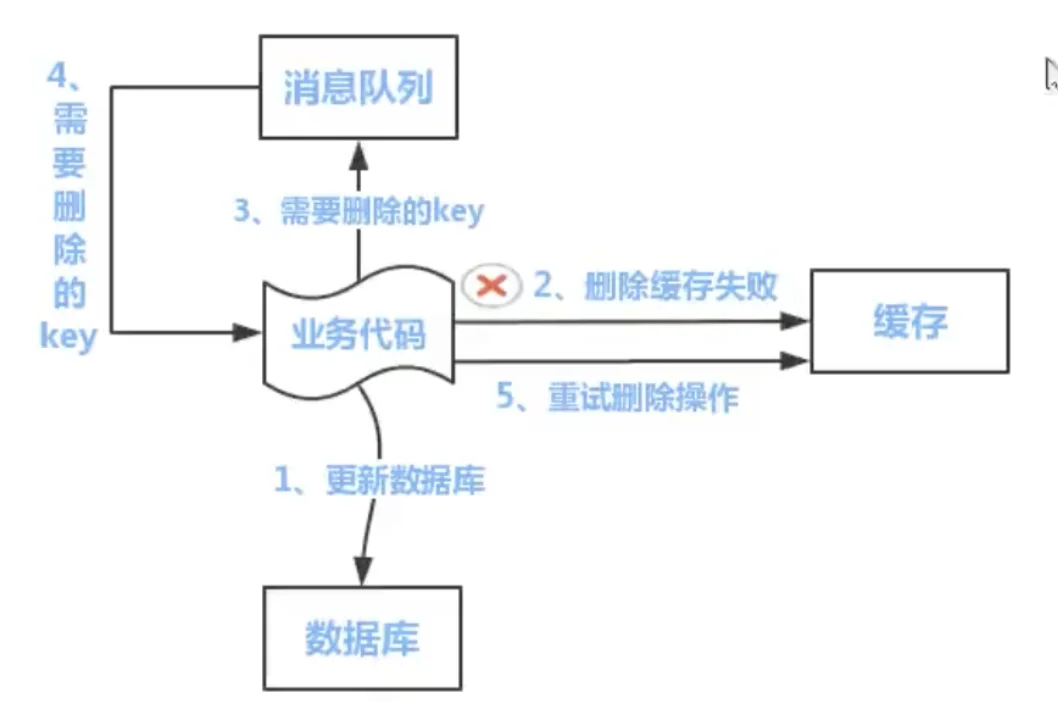 消息队列
4、需要删除的key
3、需要删除的key
2、删除缓存失败
业务代码
缓存
5、重试删除操作
1、更新数据库
数据库